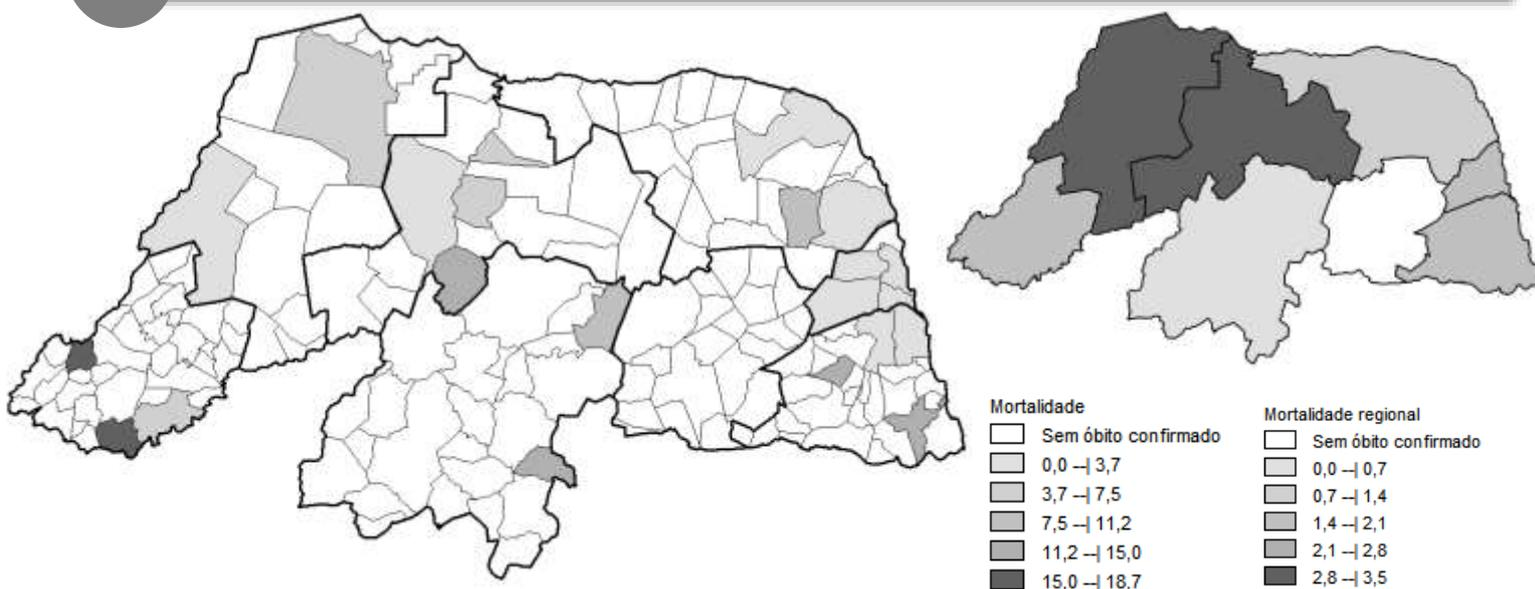 Mortalidade
Sem óbito confirmado
0,0 --| 3,7
3,7 --| 7,5
7,5 --| 11,2
11,2 --| 15,0
15,0 --| 18,7
Mortalidade regional
Sem óbito confirmado
0,0 --| 0,7
0,7 --| 1,4
1,4 --| 2,1
2,1 --| 2,8
2,8 --| 3,5